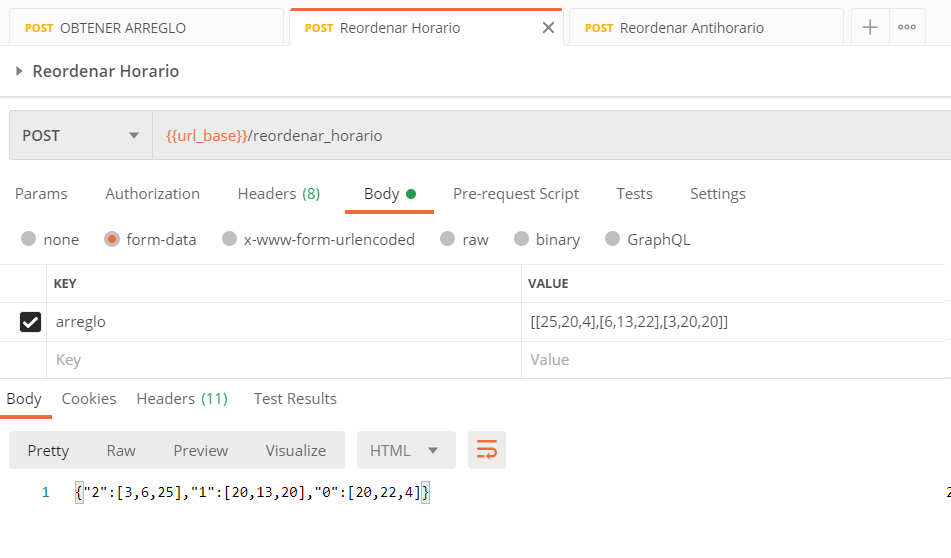 POST OBTENER ARREGLO POST Reordenar Horario POST Reordenar Antihorario
Reordenar Horario
POST {{url_base}}/reordenar_horario
Params Authorization Headers (8) Body Pre-request Script Tests Settings
none form-data x-www-form-urlencoded raw binary GraphQL
KEY VALUE
arreglo [[25,20,4],[6,13,22],[3,20,20]]
Key Value
Body Cookies Headers (11) Test Results
Pretty Raw Preview Visualize HTML
1 {"2":[3,6,25],"1":[20,13,20],"0":[20,22,4]}